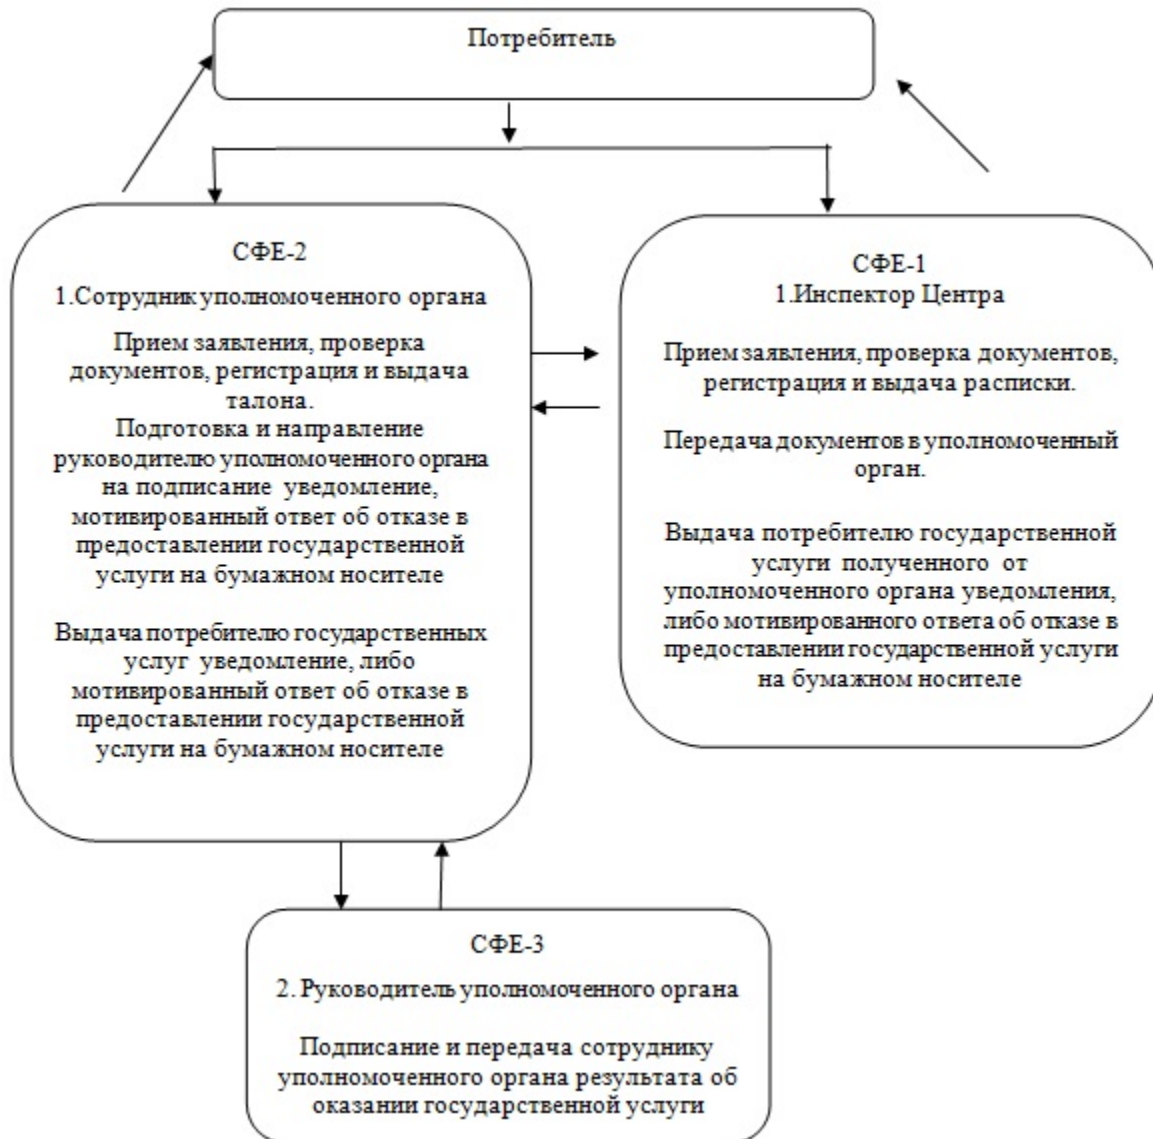 Потребитель
СФЕ-2
1.Сотрудник уполномоченного органа
Прием заявления, проверка
документов, регистрация и выдача
талона.
Подготовка и направление
руководителю уполномоченного органа
на подписание уведомление,
мотивированный ответ об отказе в
предоставлении государственной
услуги на бумажном носителе
Выдача потребителю государственных
услуг уведомление, либо
мотивированный ответ об отказе в
предоставлении государственной
услуги на бумажном носителе
СФЕ-1
1.Инспектор Центра
Прием заявления, проверка документов,
регистрация и выдача расписки.
Передача документов в уполномоченный
орган.
Выдача потребителю государственной
услуги полученного от
уполномоченного органа уведомления,
либо мотивированного ответа об отказе в
предоставлении государственной услуги
на бумажном носителе
СФЕ-3
2. Руководитель уполномоченного органа
Подписание и передача сотруднику
уполномоченного органа результата об
оказании государственной услуги